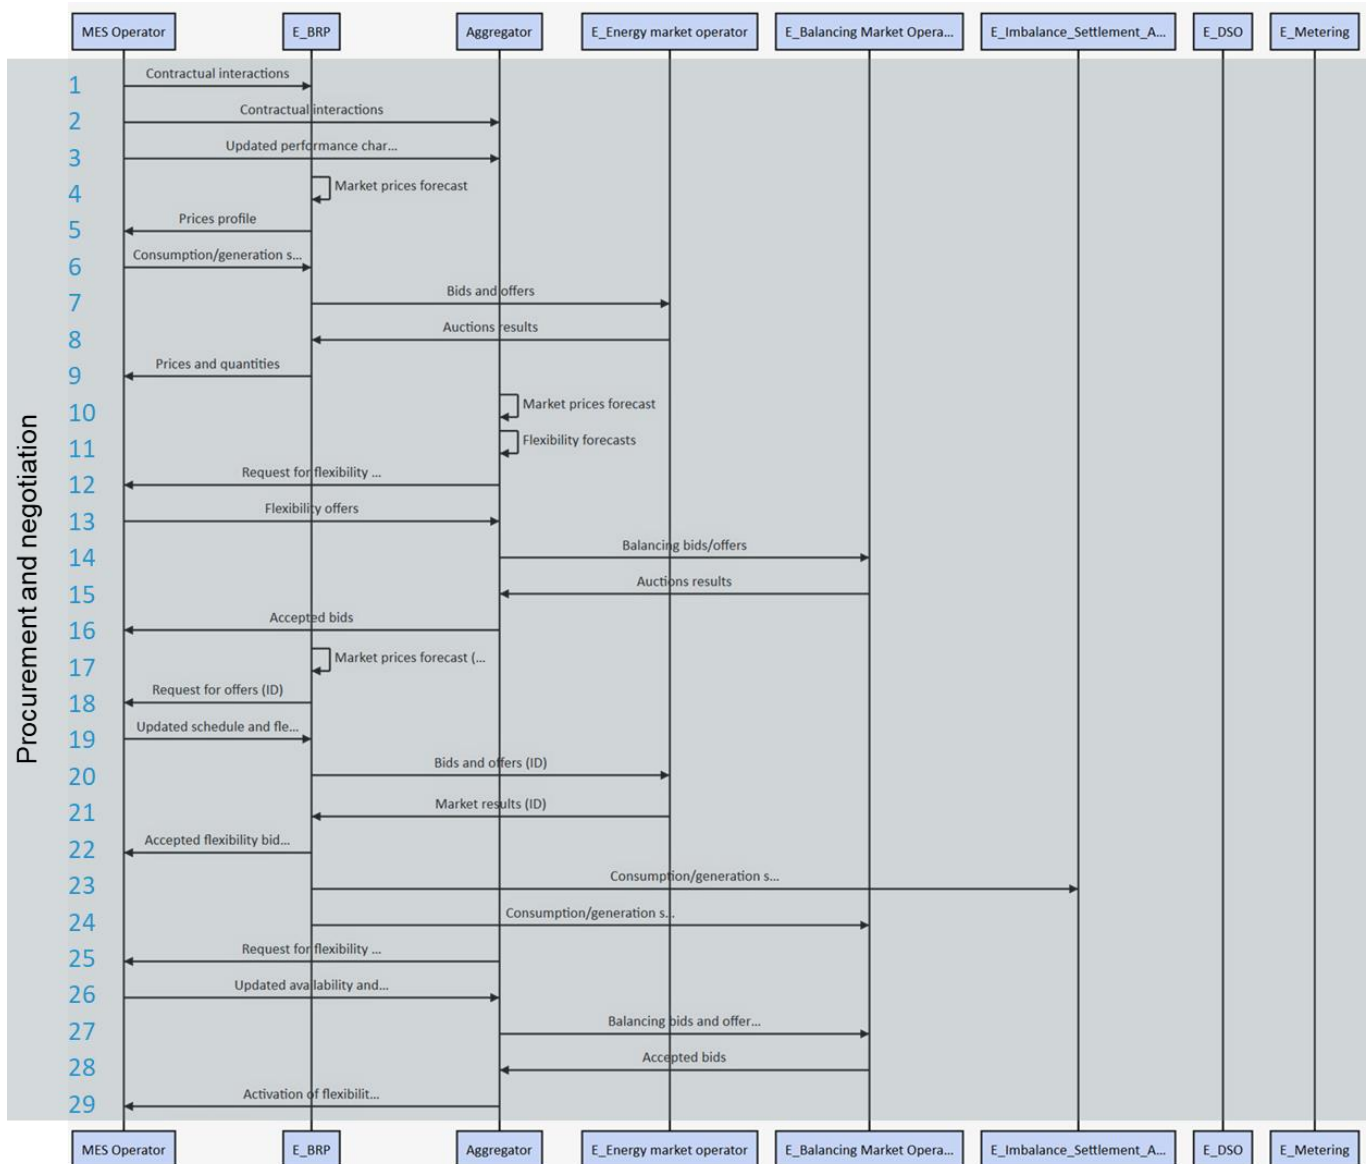 MES Operator
E_BRP
Aggregator
E_Energy market operator
E_Balancing Market Opera...
E_Imbalance_Settlement_A...
E_DSO
E_Metering
Procurement and negotiation
1 Contractual interactions
2 Contractual interactions
3 Updated performance char...
4 Market prices forecast
5 Prices profile
6 Consumption/generation s...
7 Bids and offers
8 Auctions results
9 Prices and quantities
10 Market prices forecast
11 Flexibility forecasts
12 Request for flexibility ...
13 Flexibility offers
14 Balancing bids/offers
15 Auctions results
16 Accepted bids
17 Market prices forecast (...
18 Request for offers (ID)
19 Updated schedule and fle...
20 Bids and offers (ID)
21 Market results (ID)
22 Accepted flexibility bid...
23 Consumption/generation s...
24 Consumption/generation s...
25 Request for flexibility ...
26 Updated availability and...
27 Balancing bids and offer...
28 Accepted bids
29 Activation of flexibilit...
MES Operator
E_BRP
Aggregator
E_Energy market operator
E_Balancing Market Opera...
E_Imbalance_Settlement_A...
E_DSO
E_Metering